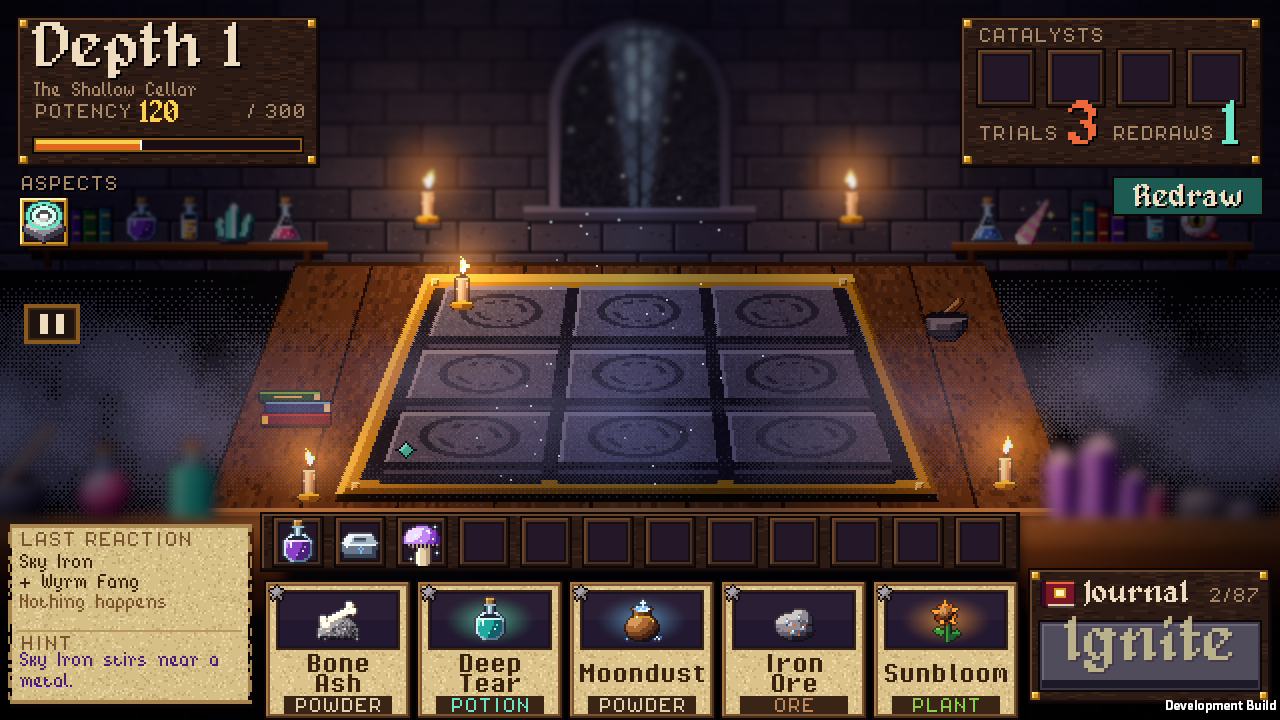 Depth 1
The Shallow Cellar
POTENCY 120 / 300
ASPECTS
CATALYSTS
TRIALS 3 REDRAWS 1
Redraw
LAST REACTION
Sky Iron
+ Wyrm Fang
Nothing happens
HINT
Sky Iron stirs near a
metal.
Bone
Ash
POWDER
Deep
Tear
POTION
Moondust
POWDER
Iron
Ore
ORE
Sunbloom
PLANT
Journal 2/87
Ignite
Development Build